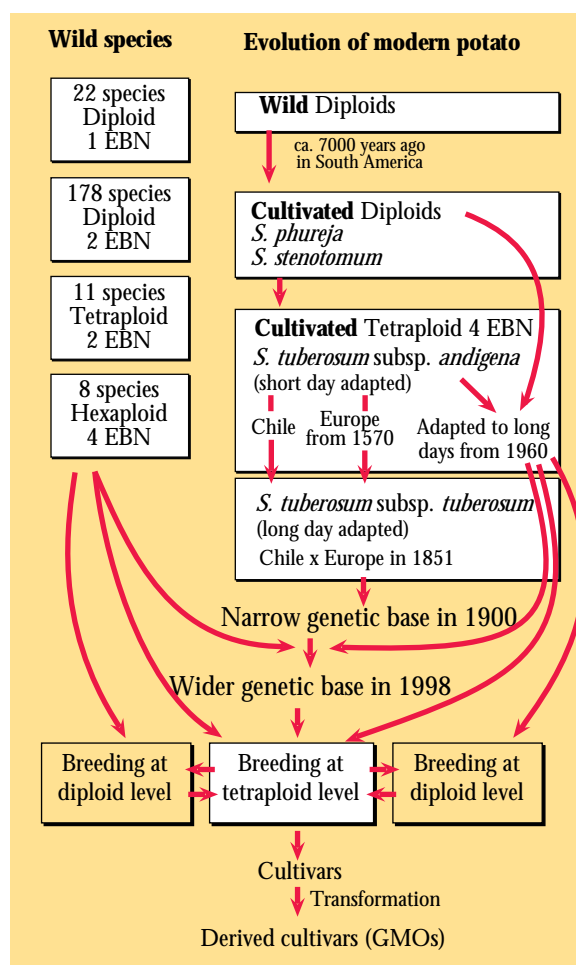 Wild species
22 species
Diploid
1 EBN
178 species
Diploid
2 EBN
11 species
Tetraploid
2 EBN
8 species
Hexaploid
4 EBN
Evolution of modern potato
Wild Diploids
ca. 7000 years ago
in South America
Cultivated Diploids
S. phureja
S. stenotomum
Cultivated Tetraploid 4 EBN
S. tuberosum subsp. andigena
(short day adapted)
Chile
Europe
from 1570
Adapted to long
days from 1960
S. tuberosum subsp. tuberosum
(long day adapted)
Chile x Europe in 1851
Narrow genetic base in 1900
Wider genetic base in 1998
Breeding at
diploid level
Breeding at
tetraploid level
Breeding at
diploid level
Cultivars
Transformation
Derived cultivars (GMOs)